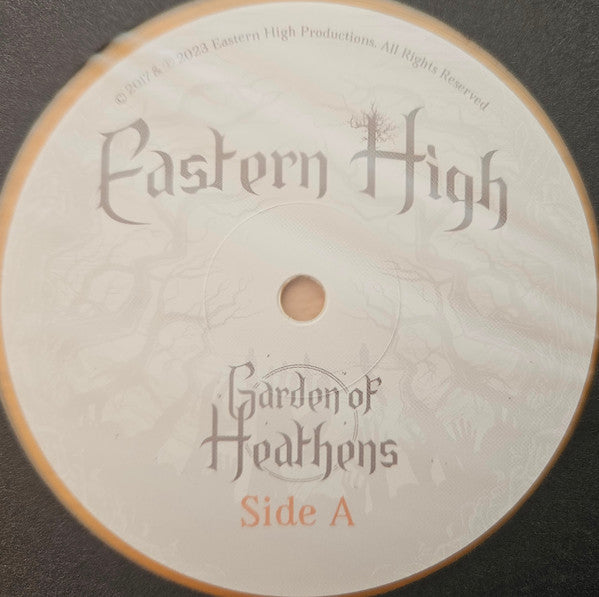 © 2017 & ℗ 2023 Eastern High Productions. All Rights Reserved
Eastern High
Garden of
Heathens
Side A